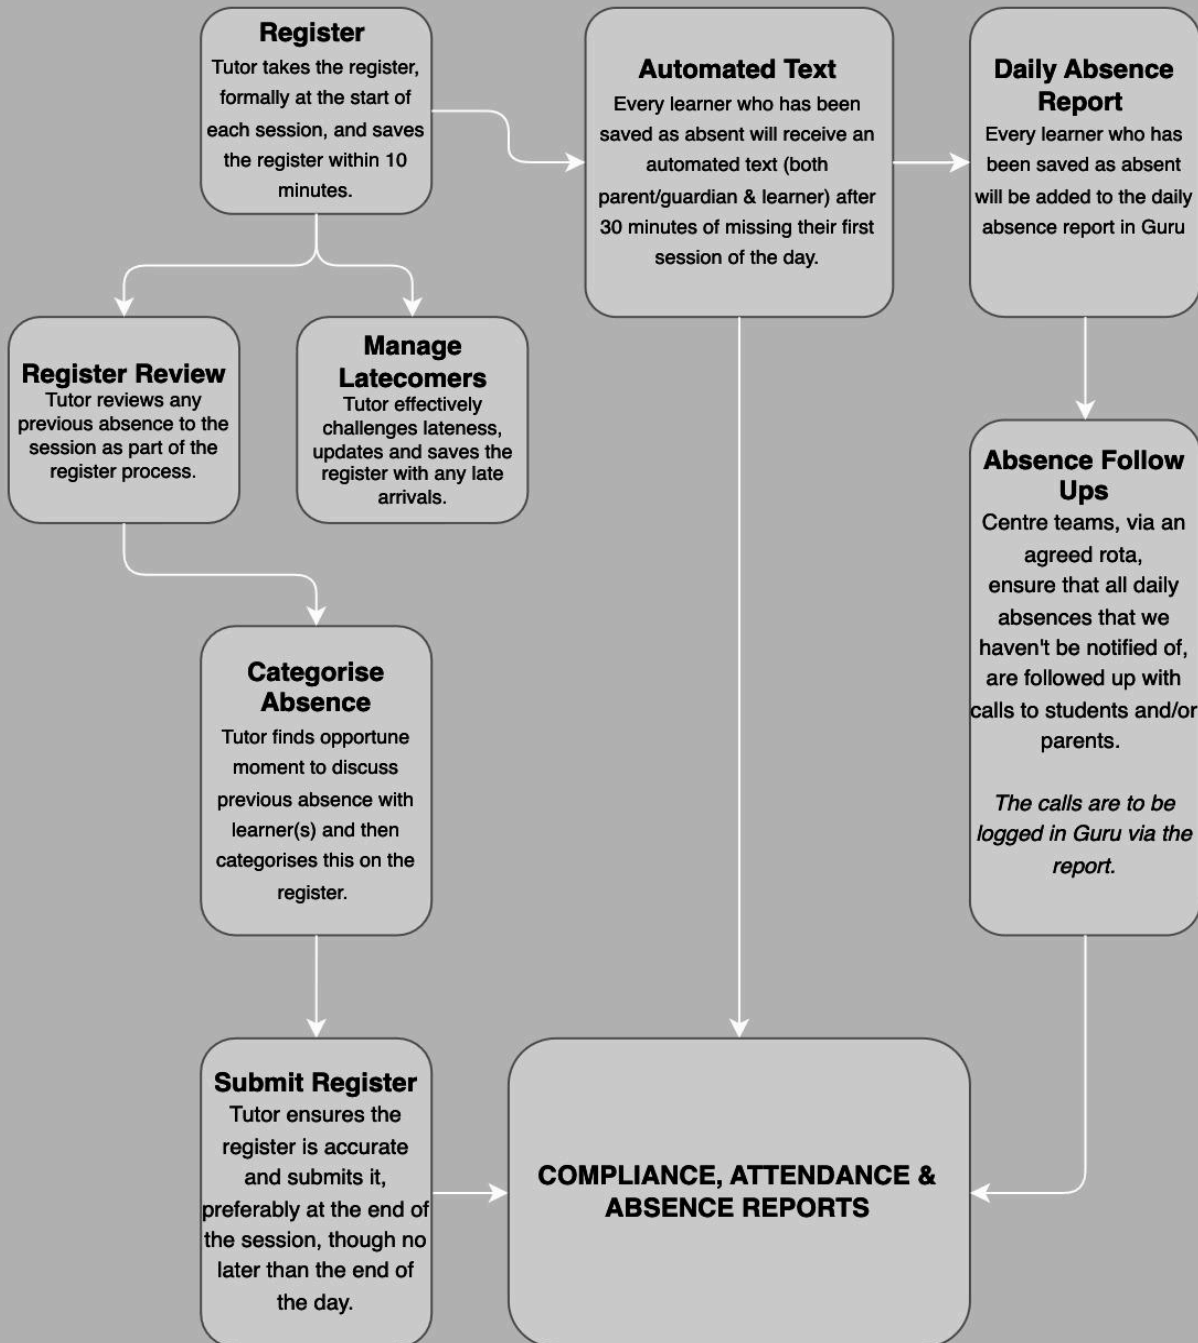 Register
Tutor takes the register,
formally at the start of
each session, and saves
the register within 10
minutes.
Automated Text
Every learner who has been
saved as absent will receive an
automated text (both
parent/guardian & learner) after
30 minutes of missing their first
session of the day.
Daily Absence
Report
Every learner who has
been saved as absent
will be added to the daily
absence report in Guru
Register Review
Tutor reviews any
previous absence to the
session as part of the
register process.
Manage
Latecomers
Tutor effectively
challenges lateness,
updates and saves the
register with any late
arrivals.
Absence Follow
Ups
Centre teams, via an
agreed rota,
ensure that all daily
absences that we
haven't be notified of,
are followed up with
calls to students and/or
parents.
The calls are to be
logged in Guru via the
report.
Categorise
Absence
Tutor finds opportune
moment to discuss
previous absence with
learner(s) and then
categorises this on the
register.
Submit Register
Tutor ensures the
register is accurate
and submits it,
preferably at the end of
the session, though no
later than the end of
the day.
COMPLIANCE, ATTENDANCE &
ABSENCE REPORTS